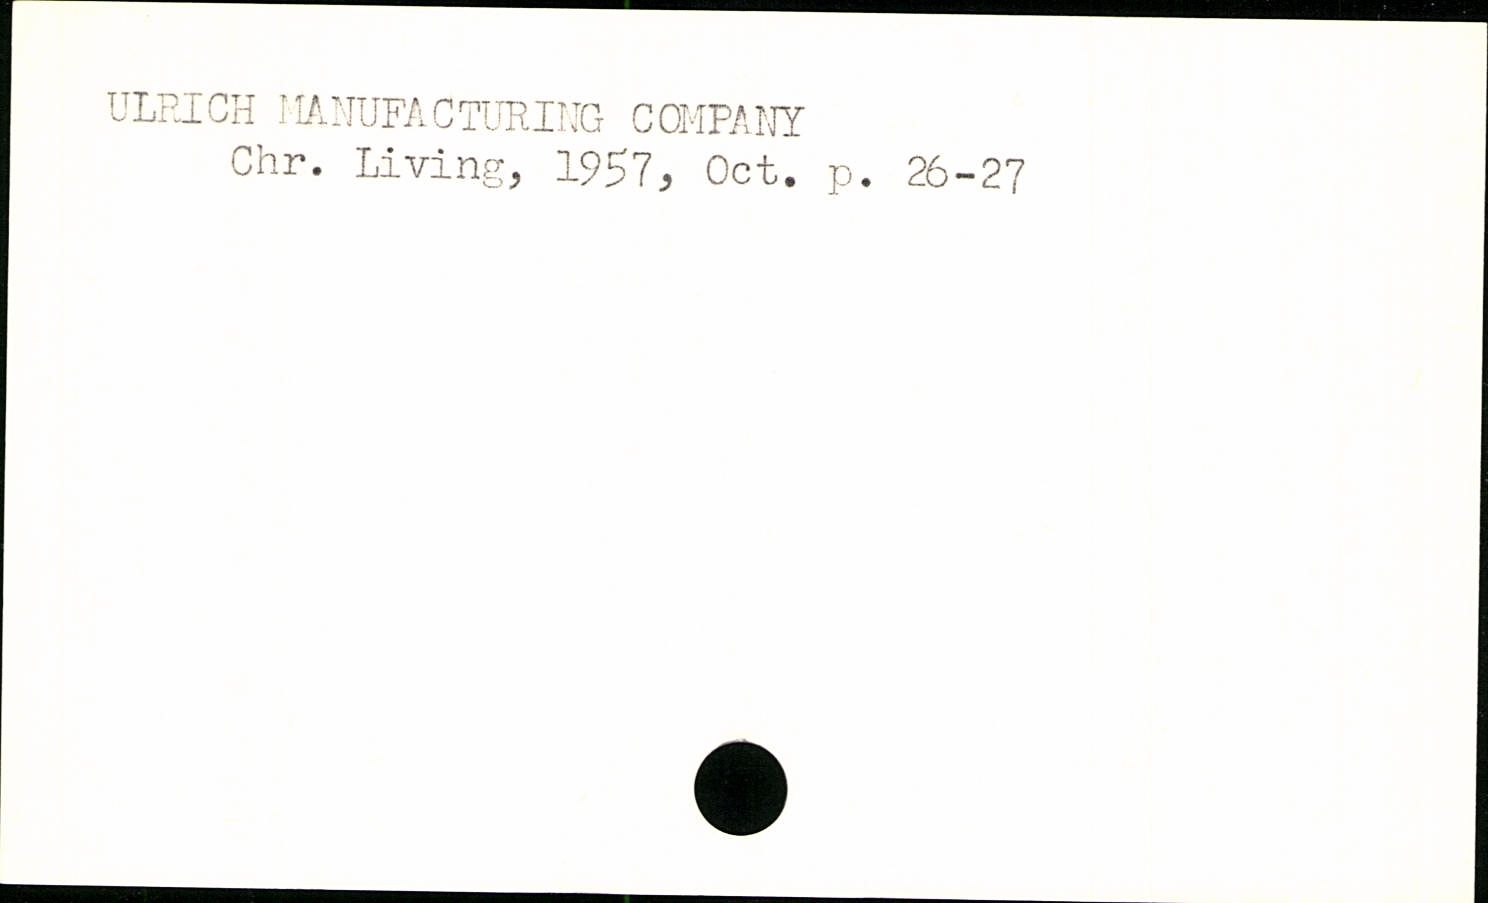 ULRICH MANUFACTURING COMPANY
Chr. Living, 1957, Oct. p. 26-27